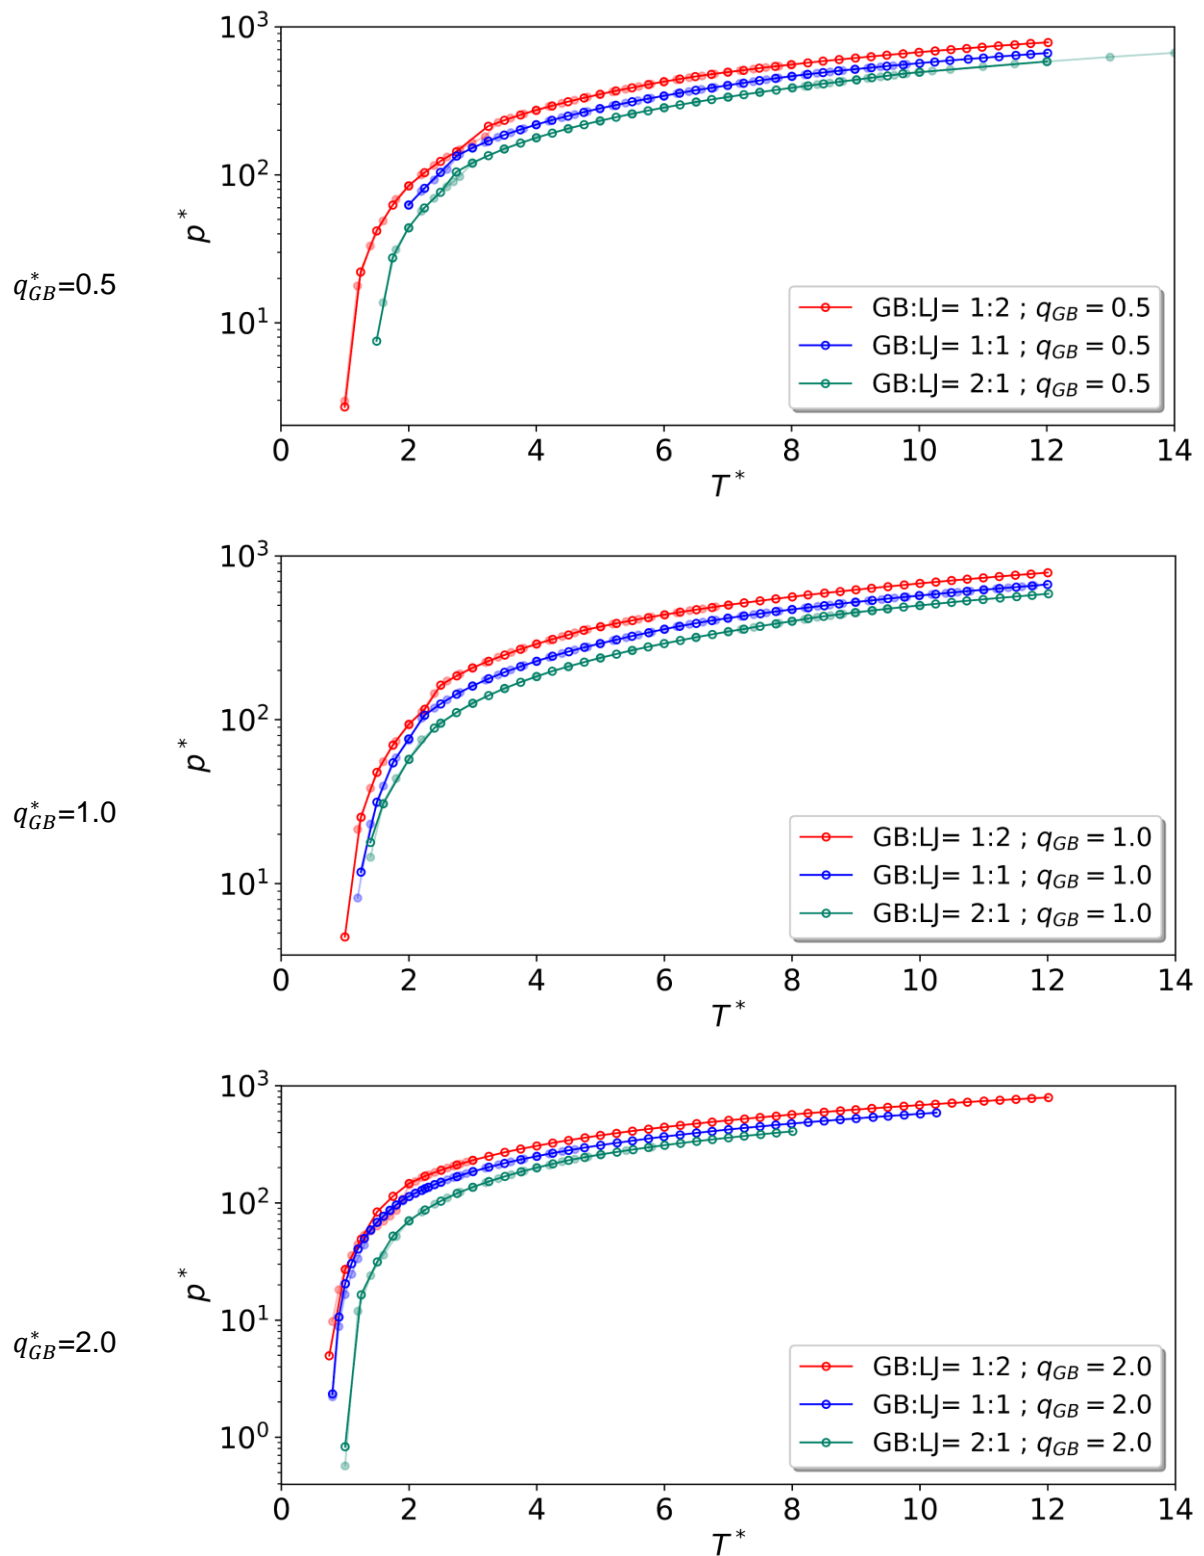 10³
10²
10¹
p*
q*GB=0.5
GB:LJ= 1:2 ; qGB = 0.5
GB:LJ= 1:1 ; qGB = 0.5
GB:LJ= 2:1 ; qGB = 0.5
0 2 4 6 8 10 12 14
T*
10³
10²
10¹
p*
q*GB=1.0
GB:LJ= 1:2 ; qGB = 1.0
GB:LJ= 1:1 ; qGB = 1.0
GB:LJ= 2:1 ; qGB = 1.0
0 2 4 6 8 10 12 14
T*
10³
10²
10¹
10⁰
p*
q*GB=2.0
GB:LJ= 1:2 ; qGB = 2.0
GB:LJ= 1:1 ; qGB = 2.0
GB:LJ= 2:1 ; qGB = 2.0
0 2 4 6 8 10 12 14
T*